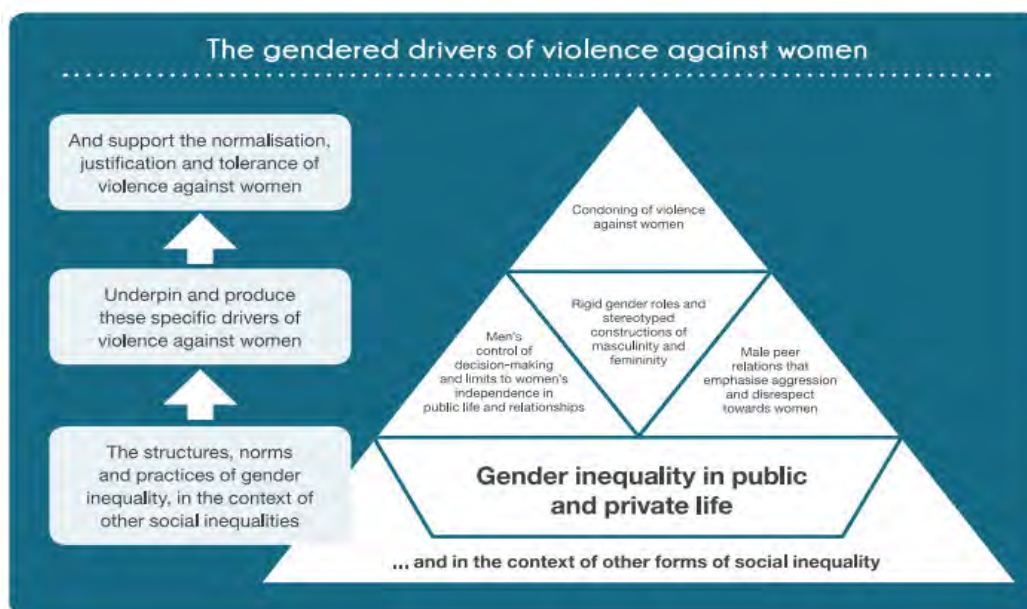 The gendered drivers of violence against women
And support the normalisation,
justification and tolerance of
violence against women
Underpin and produce
these specific drivers of
violence against women
The structures, norms
and practices of gender
inequality, in the context of
other social inequalities
Condoning of violence
against women
Men's
control of
decision-making
and limits to women's
independence in
public life and relationships
Rigid gender roles and
stereotyped
constructions of
masculinity and
femininity
Male peer
relations that
emphasise aggression
and disrespect
towards women
Gender inequality in public
and private life
... and in the context of other forms of social inequality